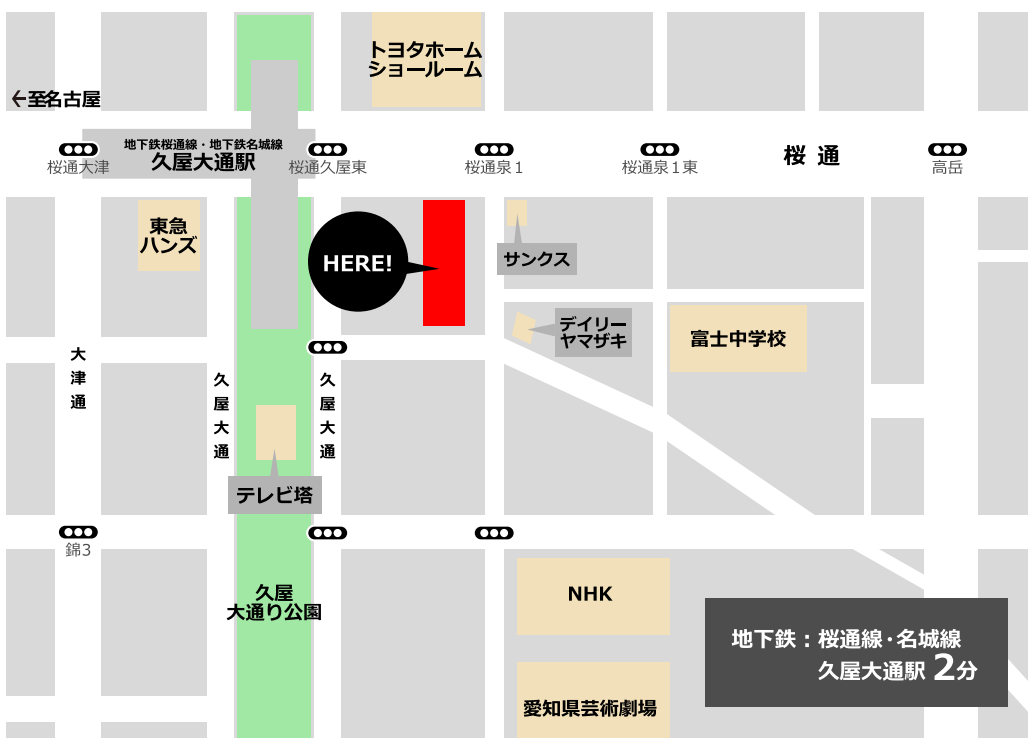 トヨタホーム
ショールーム
←至名古屋
地下鉄桜通線・地下鉄名城線
久屋大通駅
桜通大津
桜通久屋東
桜通泉1
桜通泉1東
桜通
高岳
東急
ハンズ
HERE!
サンクス
デイリー
ヤマザキ
富士中学校
大津通
久屋大通
久屋大通
テレビ塔
錦3
久屋
大通り公園
NHK
愛知県芸術劇場
地下鉄：桜通線・名城線
久屋大通駅 2分